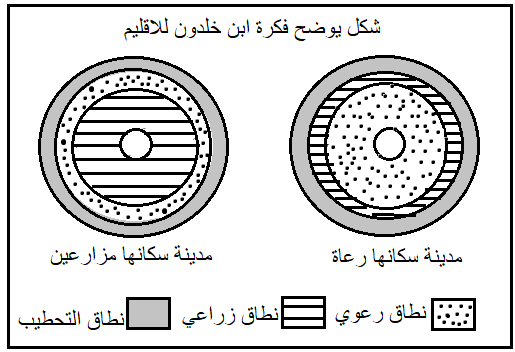 شكل يوضح فكرة ابن خلدون للاقليم
مدينة سكانها رعاة
مدينة سكانها مزارعين
نطاق رعوي
نطاق زراعي
نطاق التحطيب